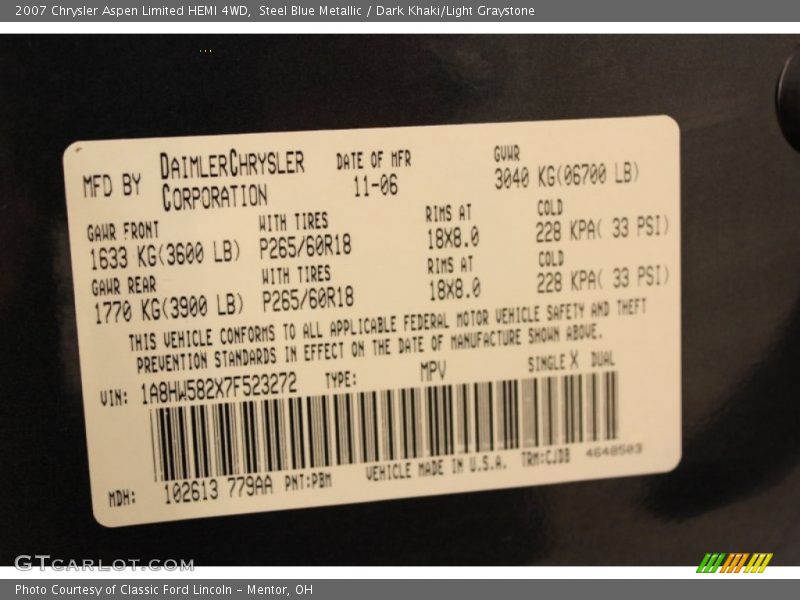 2007 Chrysler Aspen Limited HEMI 4WD, Steel Blue Metallic / Dark Khaki/Light Graystone
MFD BY DAIMLERCHRYSLER CORPORATION DATE OF MFR 11-06 GVWR 3040 KG(06700 LB)
GAWR FRONT WITH TIRES RIMS AT COLD
1633 KG(3600 LB) P265/60R18 18X8.0 228 KPA( 33 PSI)
GAWR REAR WITH TIRES RIMS AT COLD
1770 KG(3900 LB) P265/60R18 18X8.0 228 KPA( 33 PSI)
THIS VEHICLE CONFORMS TO ALL APPLICABLE FEDERAL MOTOR VEHICLE SAFETY AND THEFT
PREVENTION STANDARDS IN EFFECT ON THE DATE OF MANUFACTURE SHOWN ABOVE.
VIN: 1A8HW582X7F523272 TYPE: MPV SINGLE X DUAL
MDH: 102613 779AA PNT:PBM VEHICLE MADE IN U.S.A. TRM:CJDB 4648503
GTCARLOT.COM
Photo Courtesy of Classic Ford Lincoln - Mentor, OH